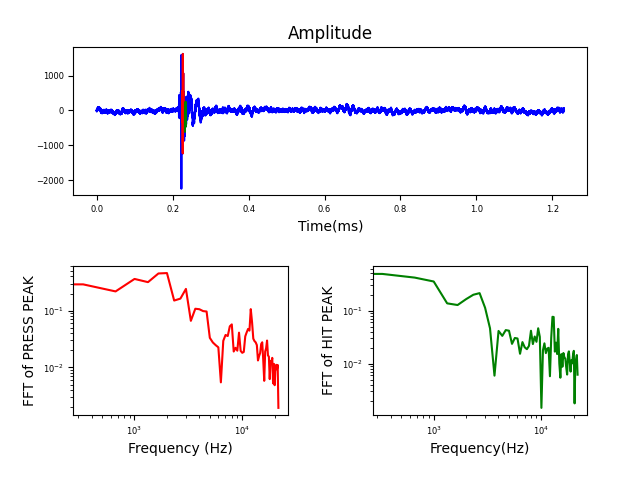 Amplitude
1000
0
−1000
−2000
0.0 0.2 0.4 0.6 0.8 1.0 1.2
Time(ms)
FFT of PRESS PEAK
10⁻¹
10⁻²
10³ 10⁴
Frequency (Hz)
FFT of HIT PEAK
10⁻¹
10⁻²
10³ 10⁴
Frequency(Hz)